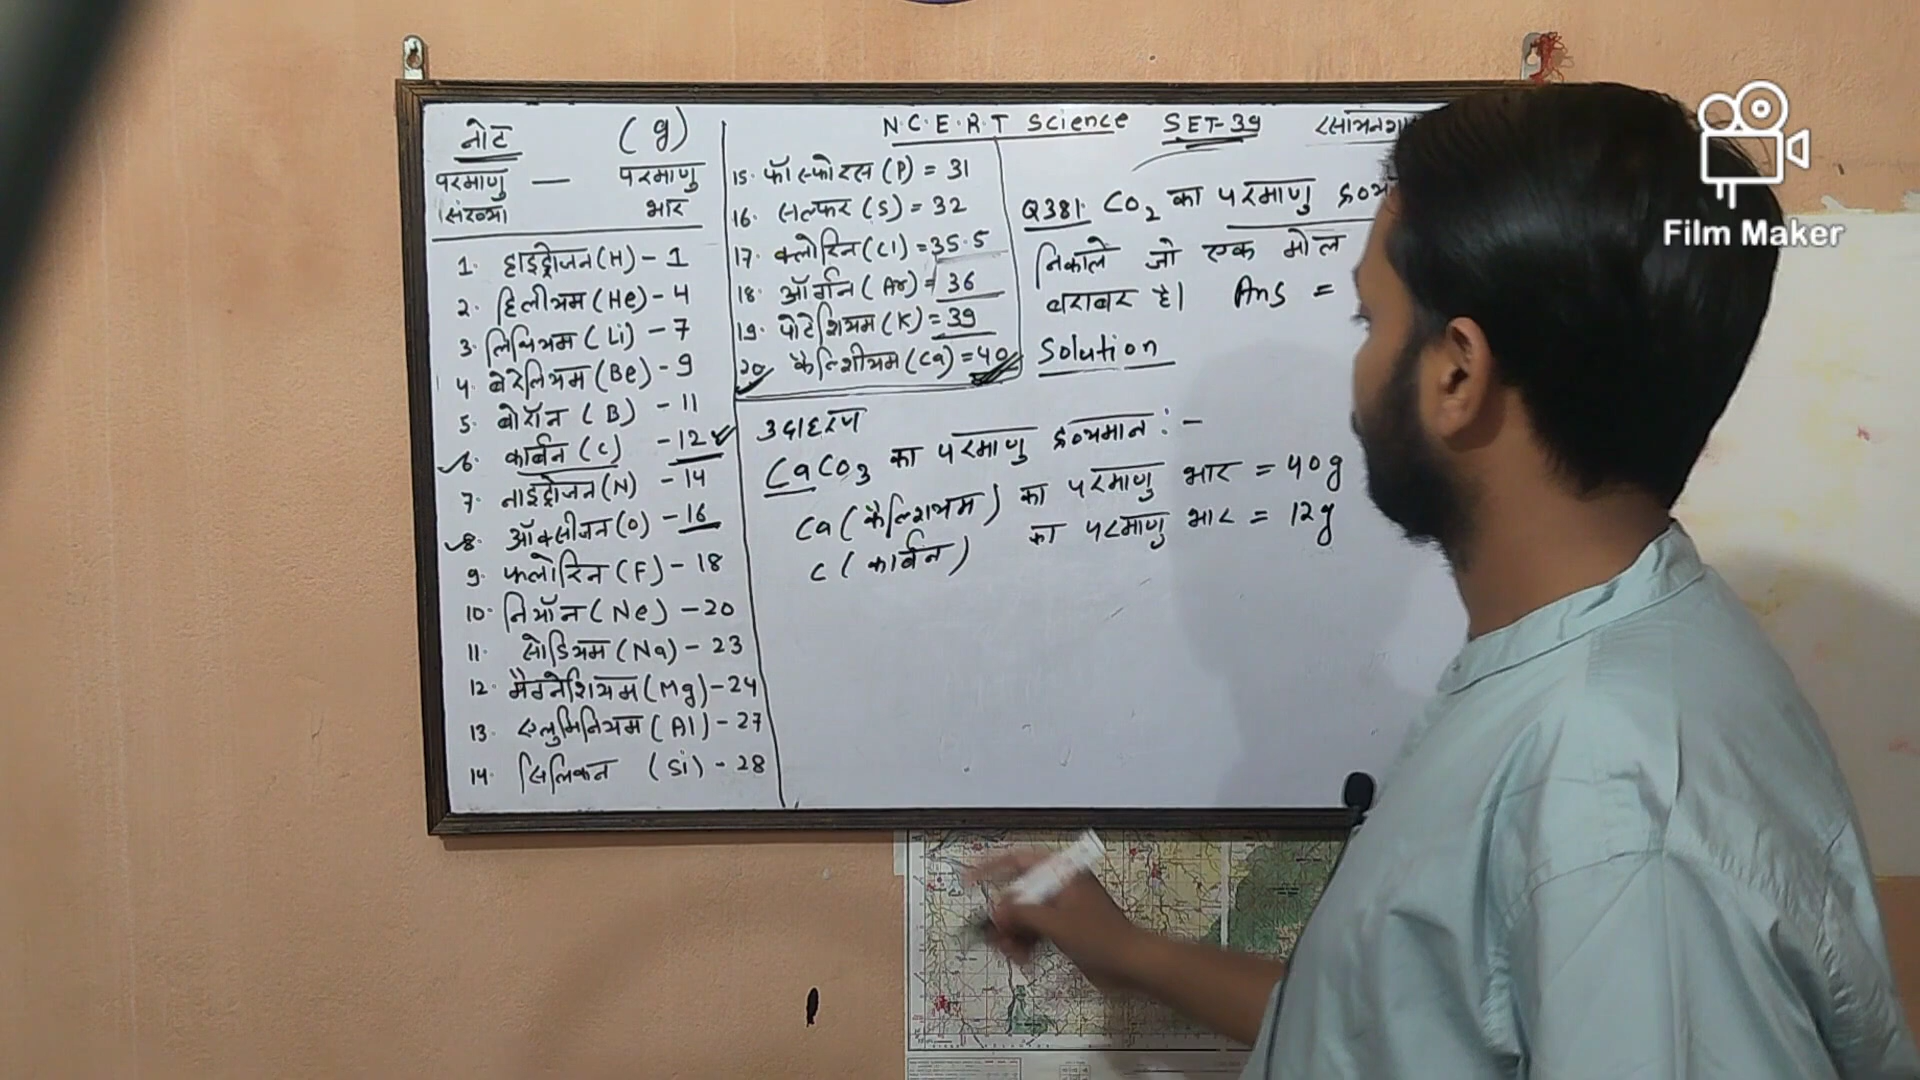 N.C.E.R.T Science SET-39
नोट (g)
परमाणु — परमाणु
संख्या भार
1. हाइड्रोजन (H) - 1
2. हिलीयम (He) - 4
3. लिथियम (Li) - 7
4. बेरेलियम (Be) - 9
5. बोरॉन (B) - 11
6. कार्बन (C) - 12
7. नाइट्रोजन (N) - 14
8. ऑक्सीजन (O) - 16
9. फ्लोरिन (F) - 18
10. नियॉन (Ne) - 20
11. सोडियम (Na) - 23
12. मैग्नेशियम (Mg) - 24
13. एलुमिनियम (Al) - 27
14. सिलिकन (Si) - 28
15. फॉस्फोरस (P) = 31
16. सल्फर (S) = 32
17. क्लोरिन (Cl) = 35.5
18. ऑर्गन (Ar) = 36
19. पोटेशियम (K) = 39
20. कैल्शियम (Ca) = 40
Q381. CO2 का परमाणु
निकाले जो एक मोल
बराबर है। Ans =
Solution
उदाहरण
CaCO3 का परमाणु द्रव्यमान : -
Ca (कैल्शियम) का परमाणु भार = 40g
C (कार्बन) का परमाणु भार = 12g
Film Maker